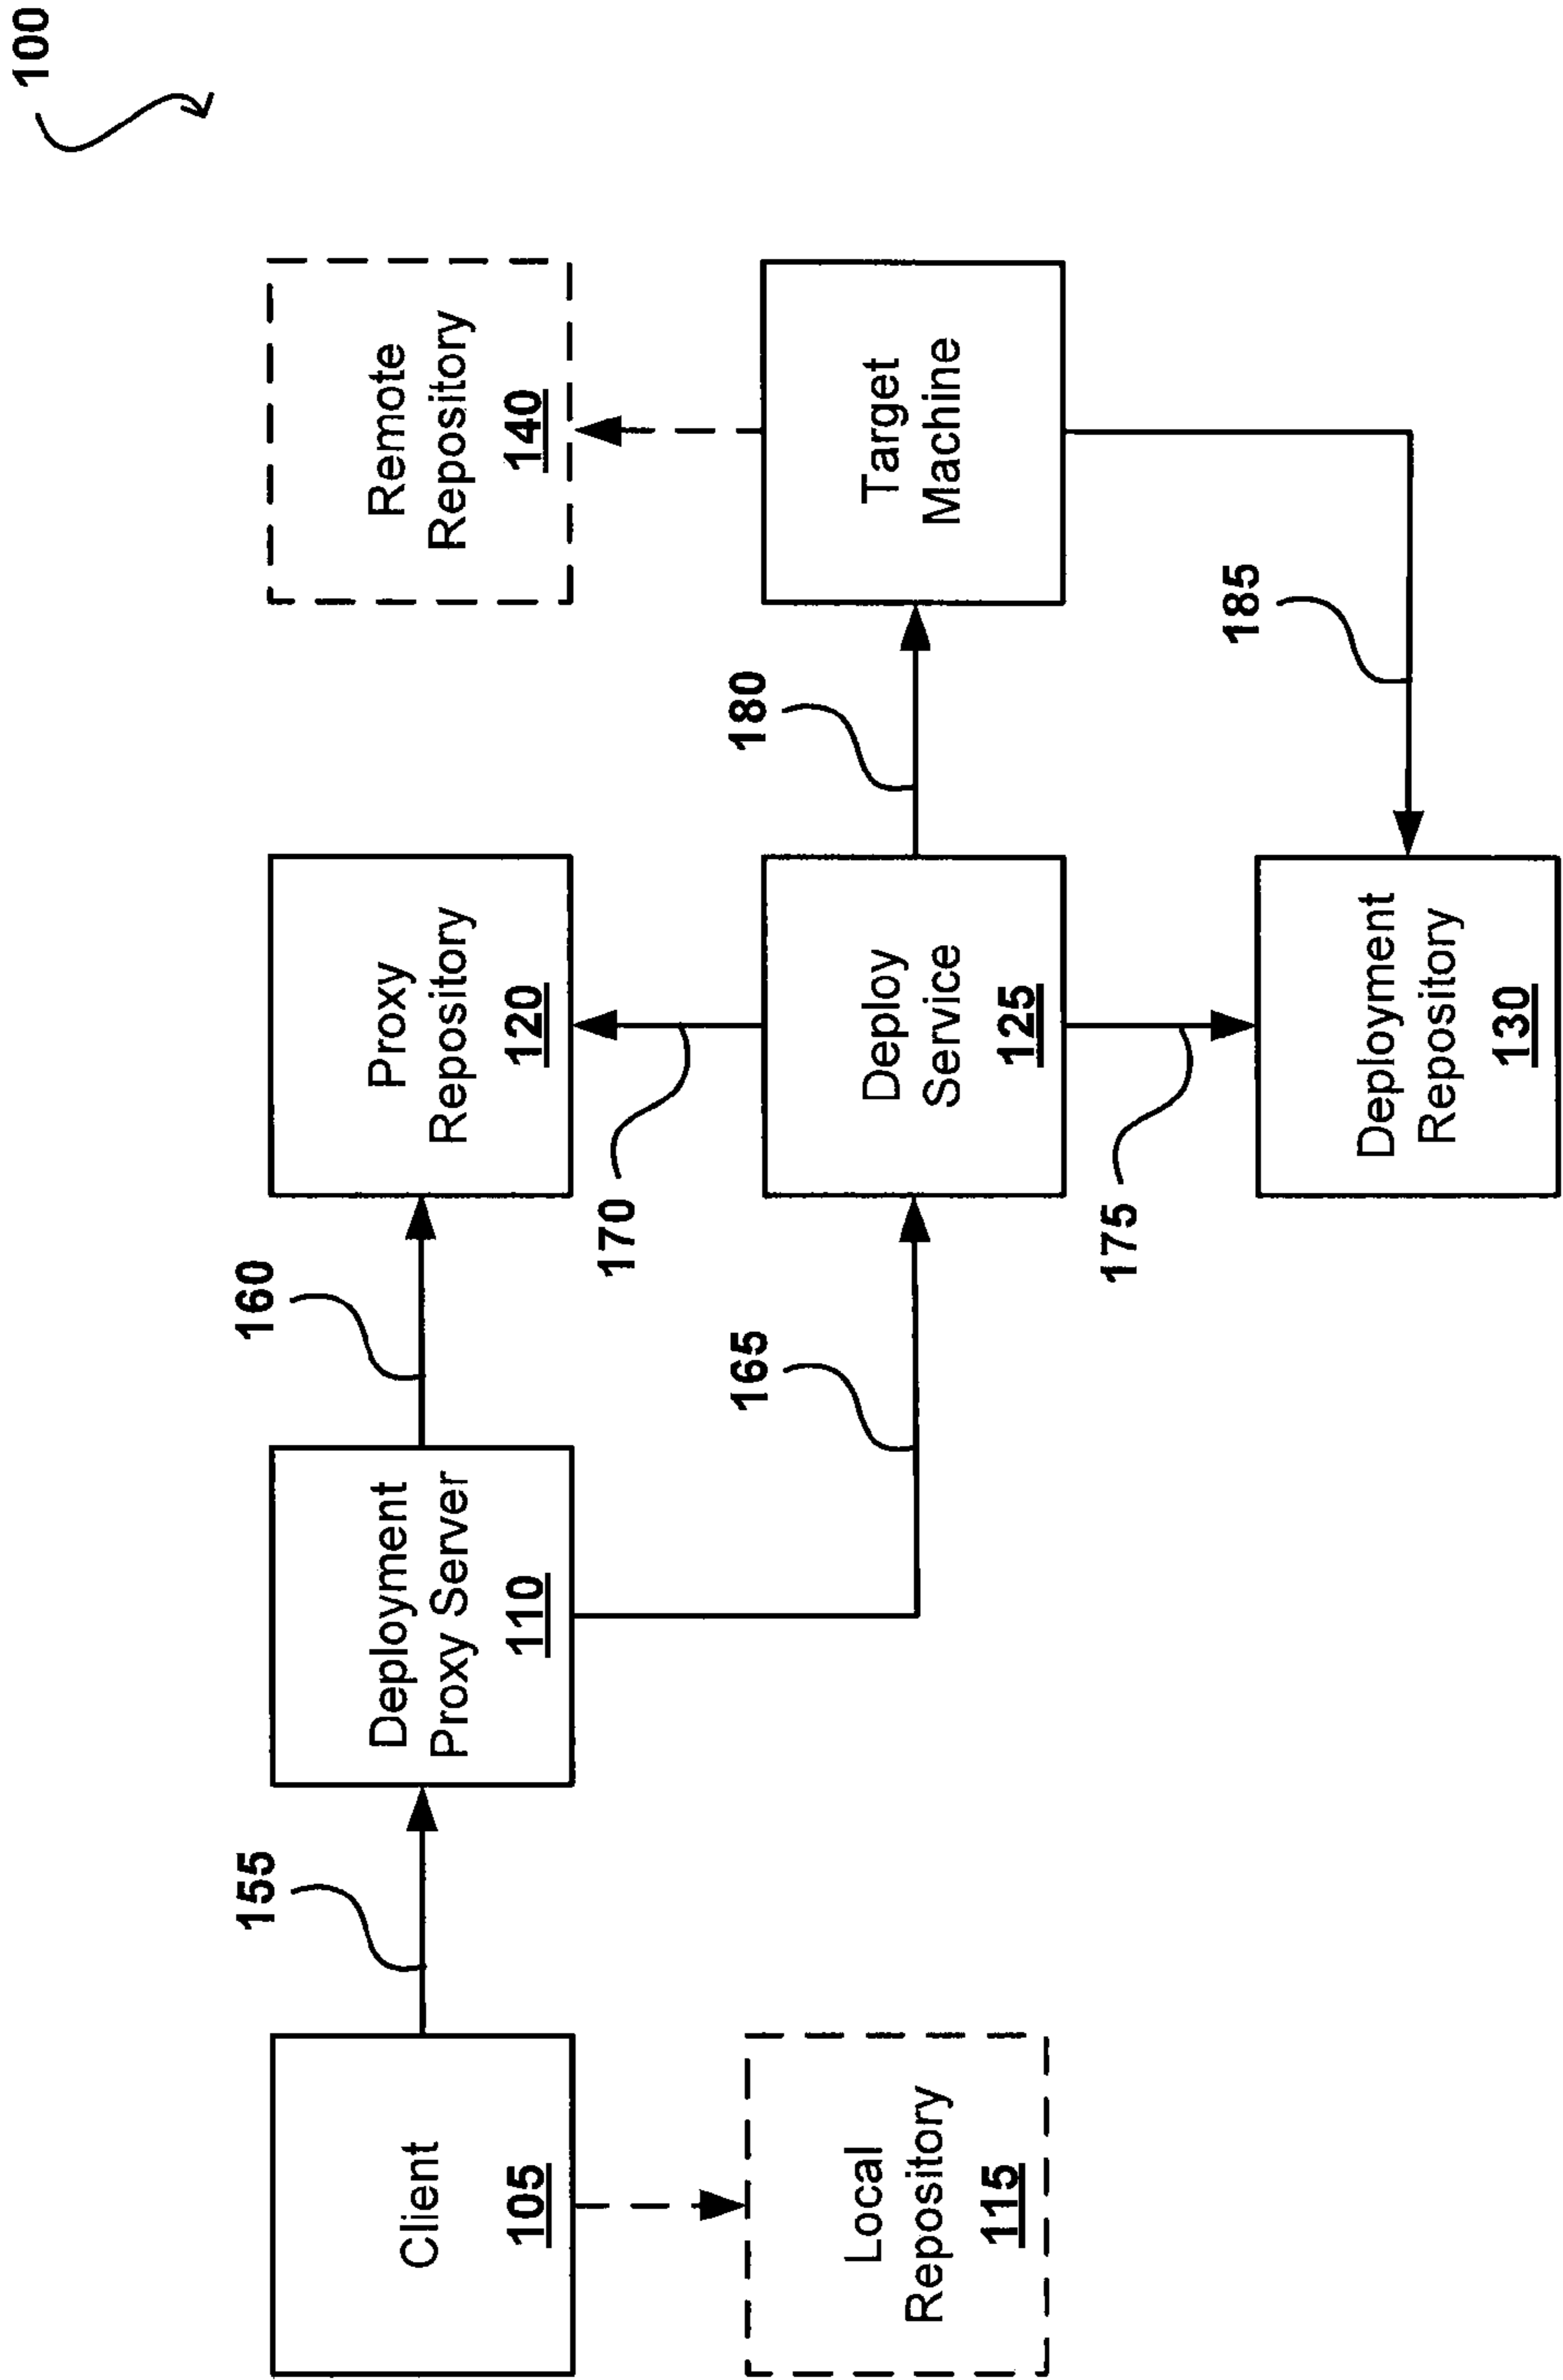 100
Client
105
Local
Repository
115
155
Deployment
Proxy Server
110
160
165
Proxy
Repository
120
170
Deploy
Service
125
175
Deployment
Repository
130
180
185
Remote
Repository
140
Target
Machine